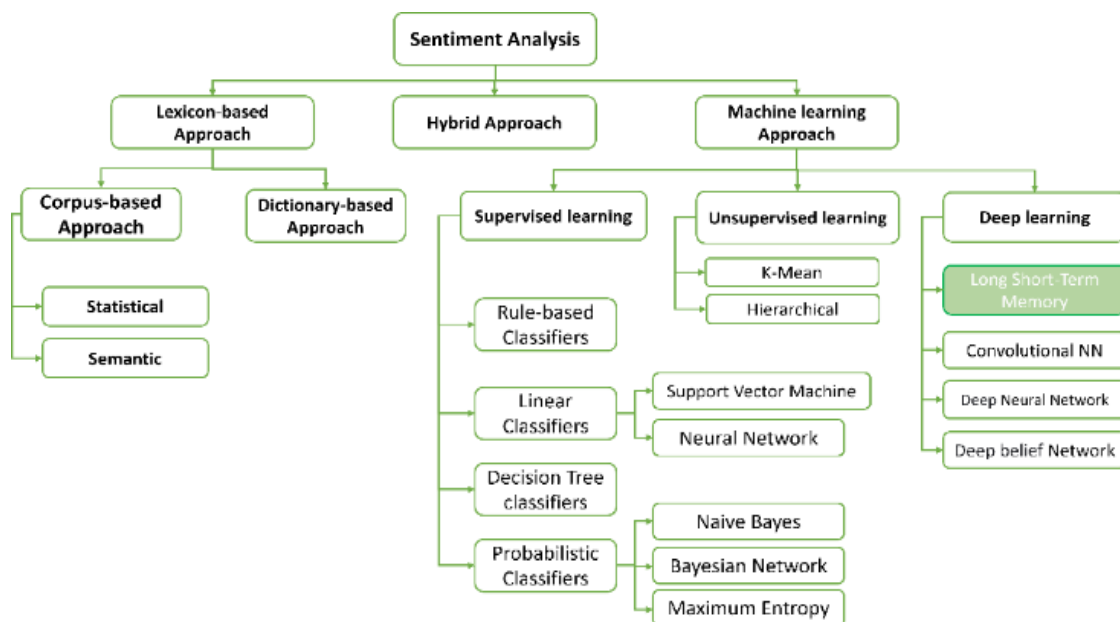 Sentiment Analysis
Lexicon-based
Approach
Hybrid Approach
Machine learning
Approach
Corpus-based
Approach
Dictionary-based
Approach
Supervised learning
Unsupervised learning
Deep learning
Statistical
Semantic
Rule-based
Classifiers
Linear
Classifiers
Decision Tree
classifiers
Probabilistic
Classifiers
Support Vector Machine
Neural Network
Naive Bayes
Bayesian Network
Maximum Entropy
K-Mean
Hierarchical
Long Short-Term
Memory
Convolutional NN
Deep Neural Network
Deep belief Network